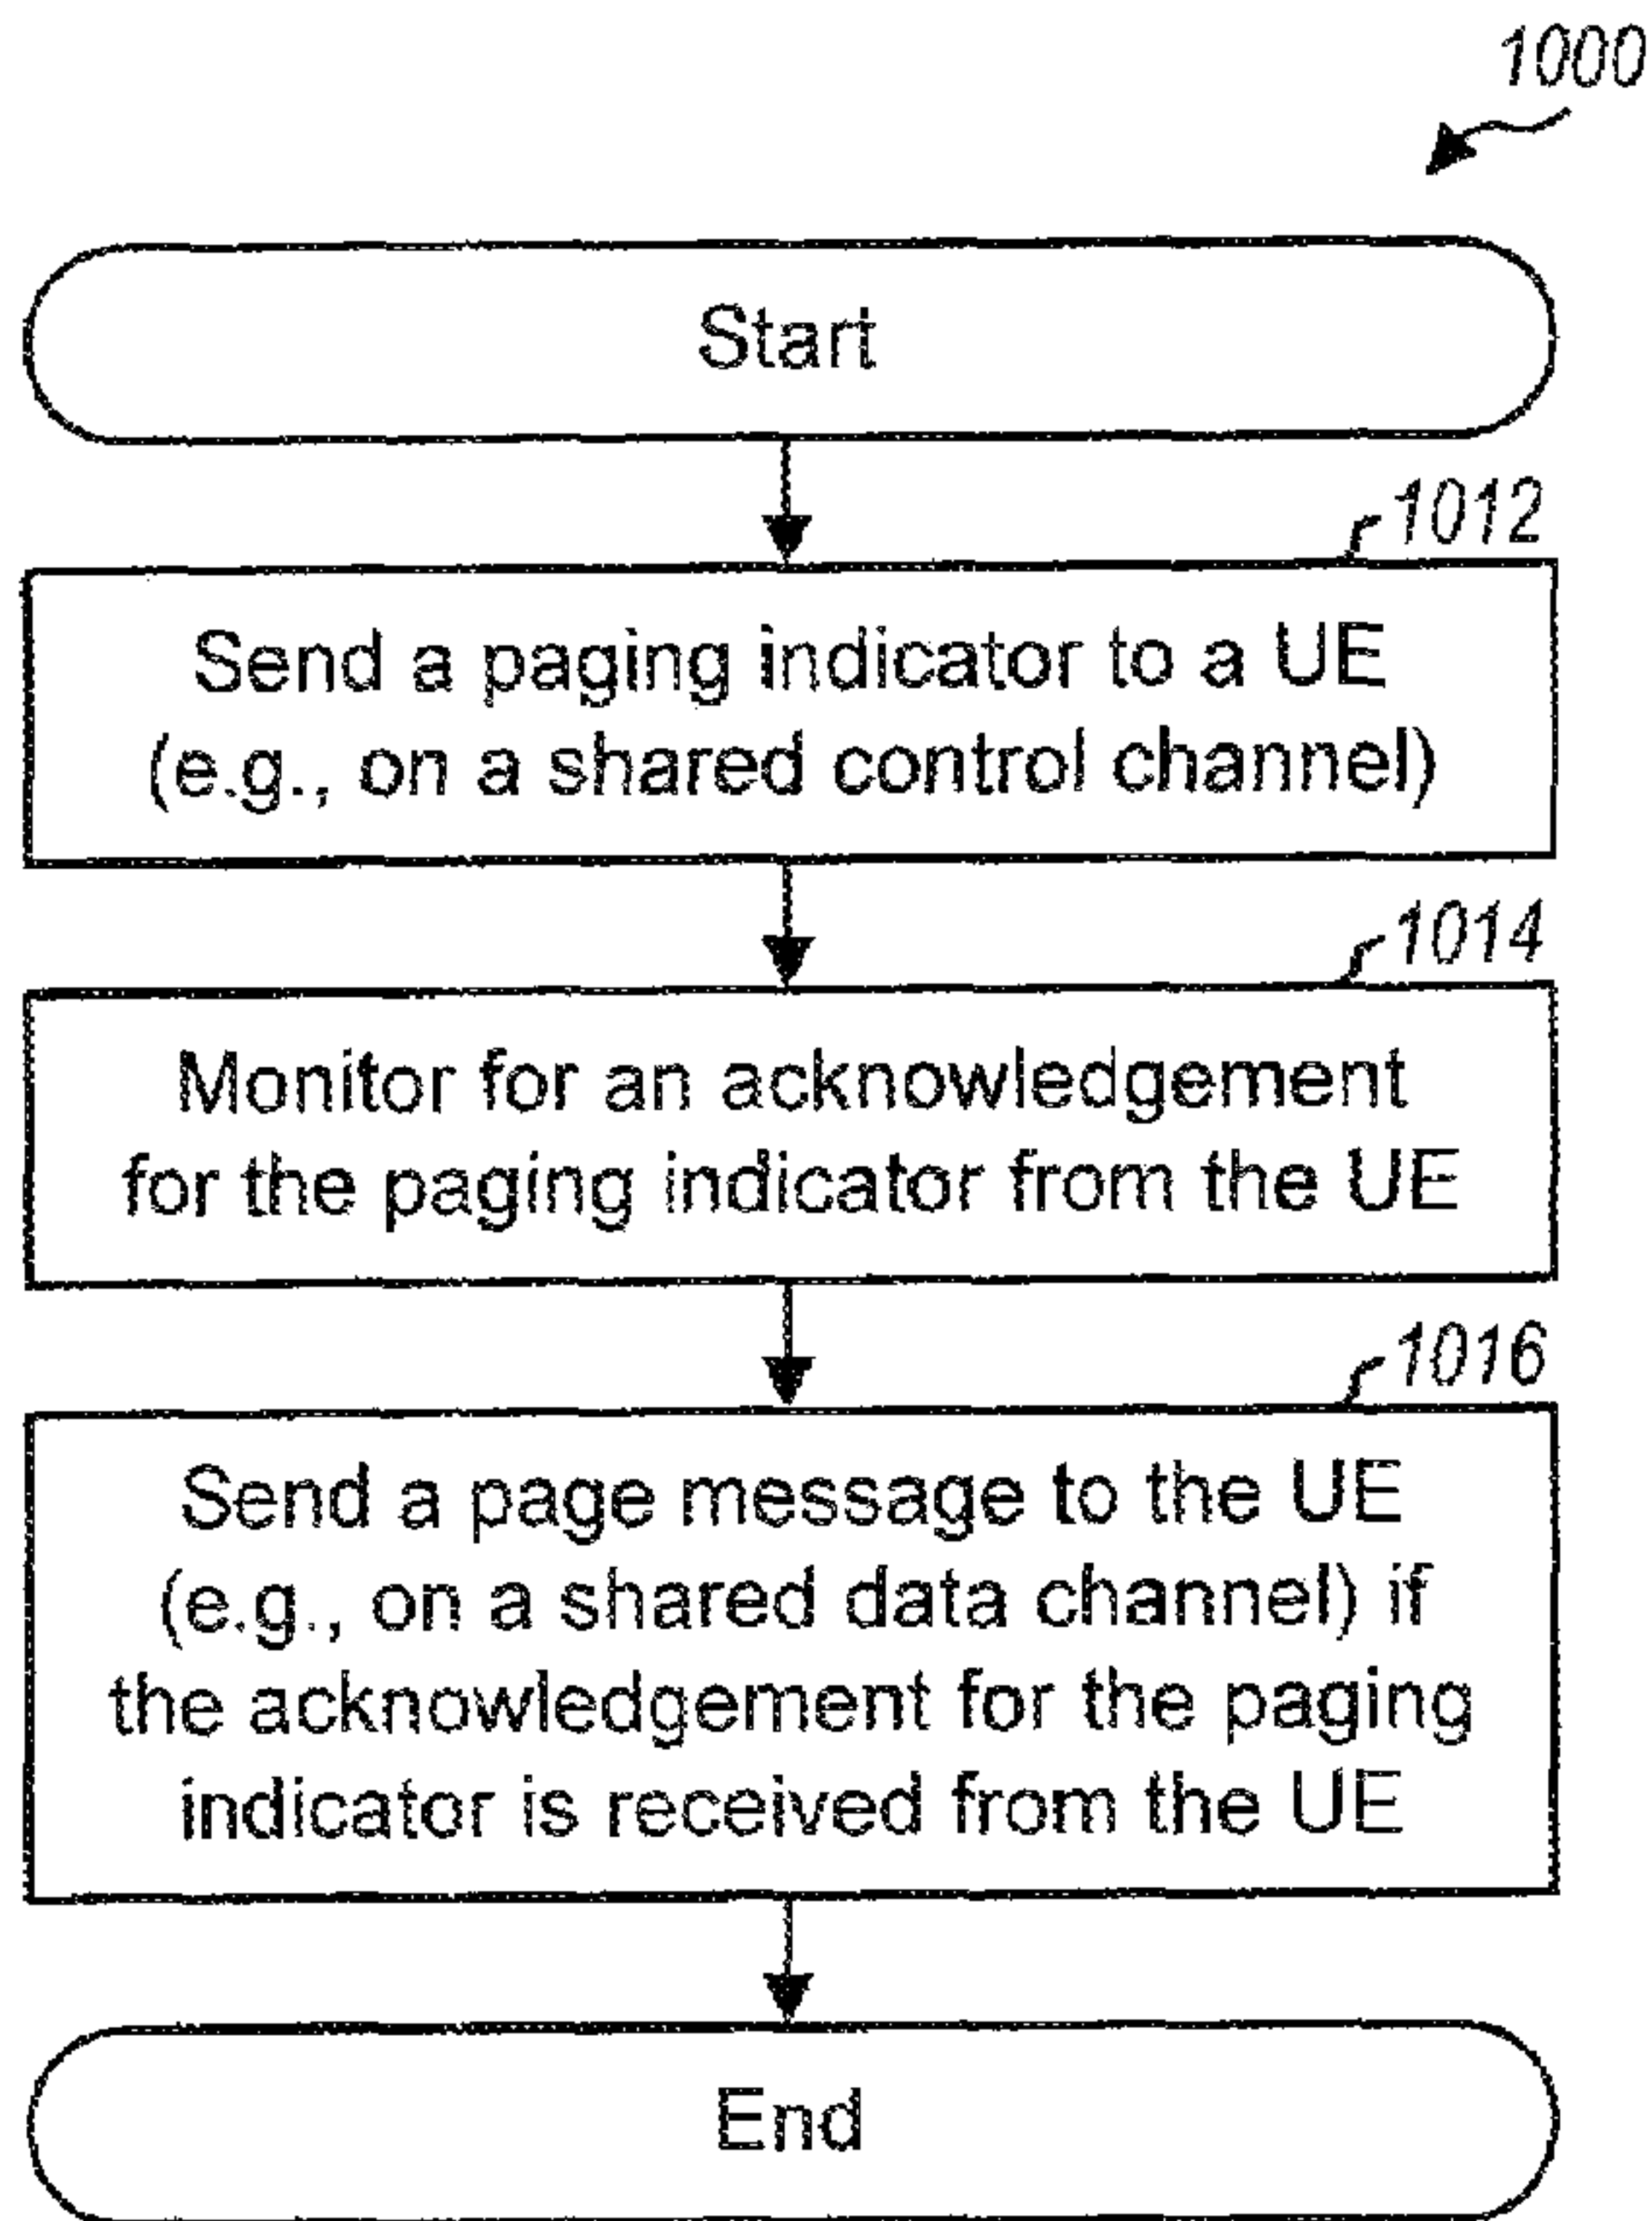 1000
Start
1012
Send a paging indicator to a UE
(e.g., on a shared control channel)
1014
Monitor for an acknowledgement
for the paging indicator from the UE
1016
Send a page message to the UE
(e.g., on a shared data channel) if
the acknowledgement for the paging
indicator is received from the UE
End